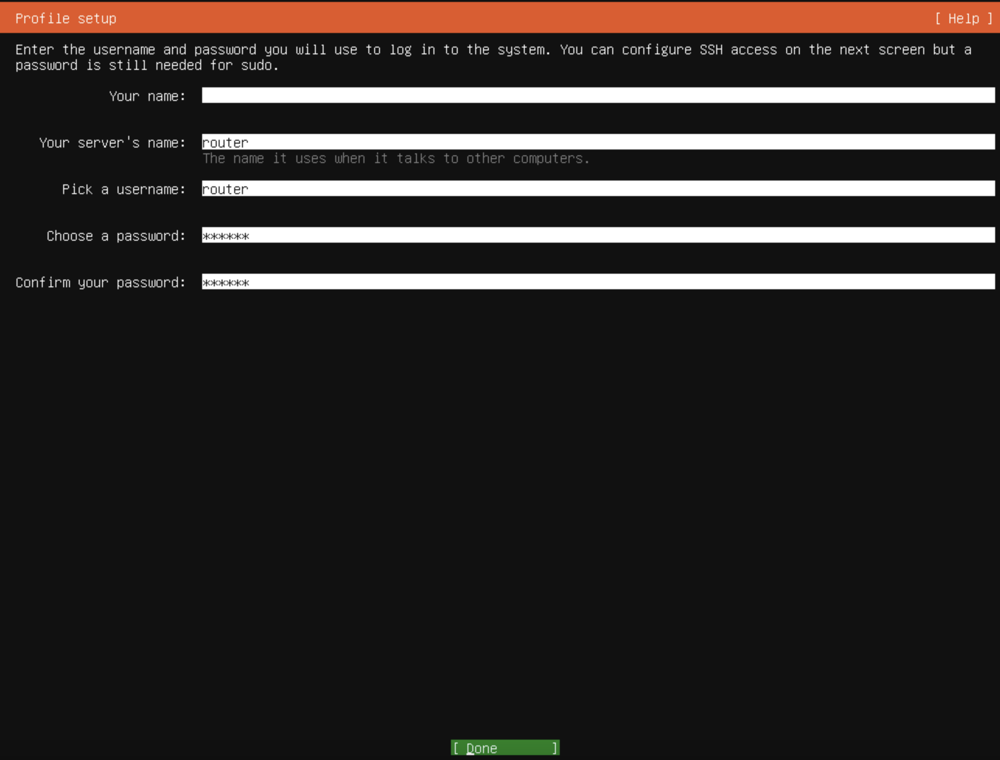 Profile setup [ Help ]
Enter the username and password you will use to log in to the system. You can configure SSH access on the next screen but a
password is still needed for sudo.
Your name:
Your server's name: router
The name it uses when it talks to other computers.
Pick a username: router
Choose a password: ******
Confirm your password: ******
[ Done ]